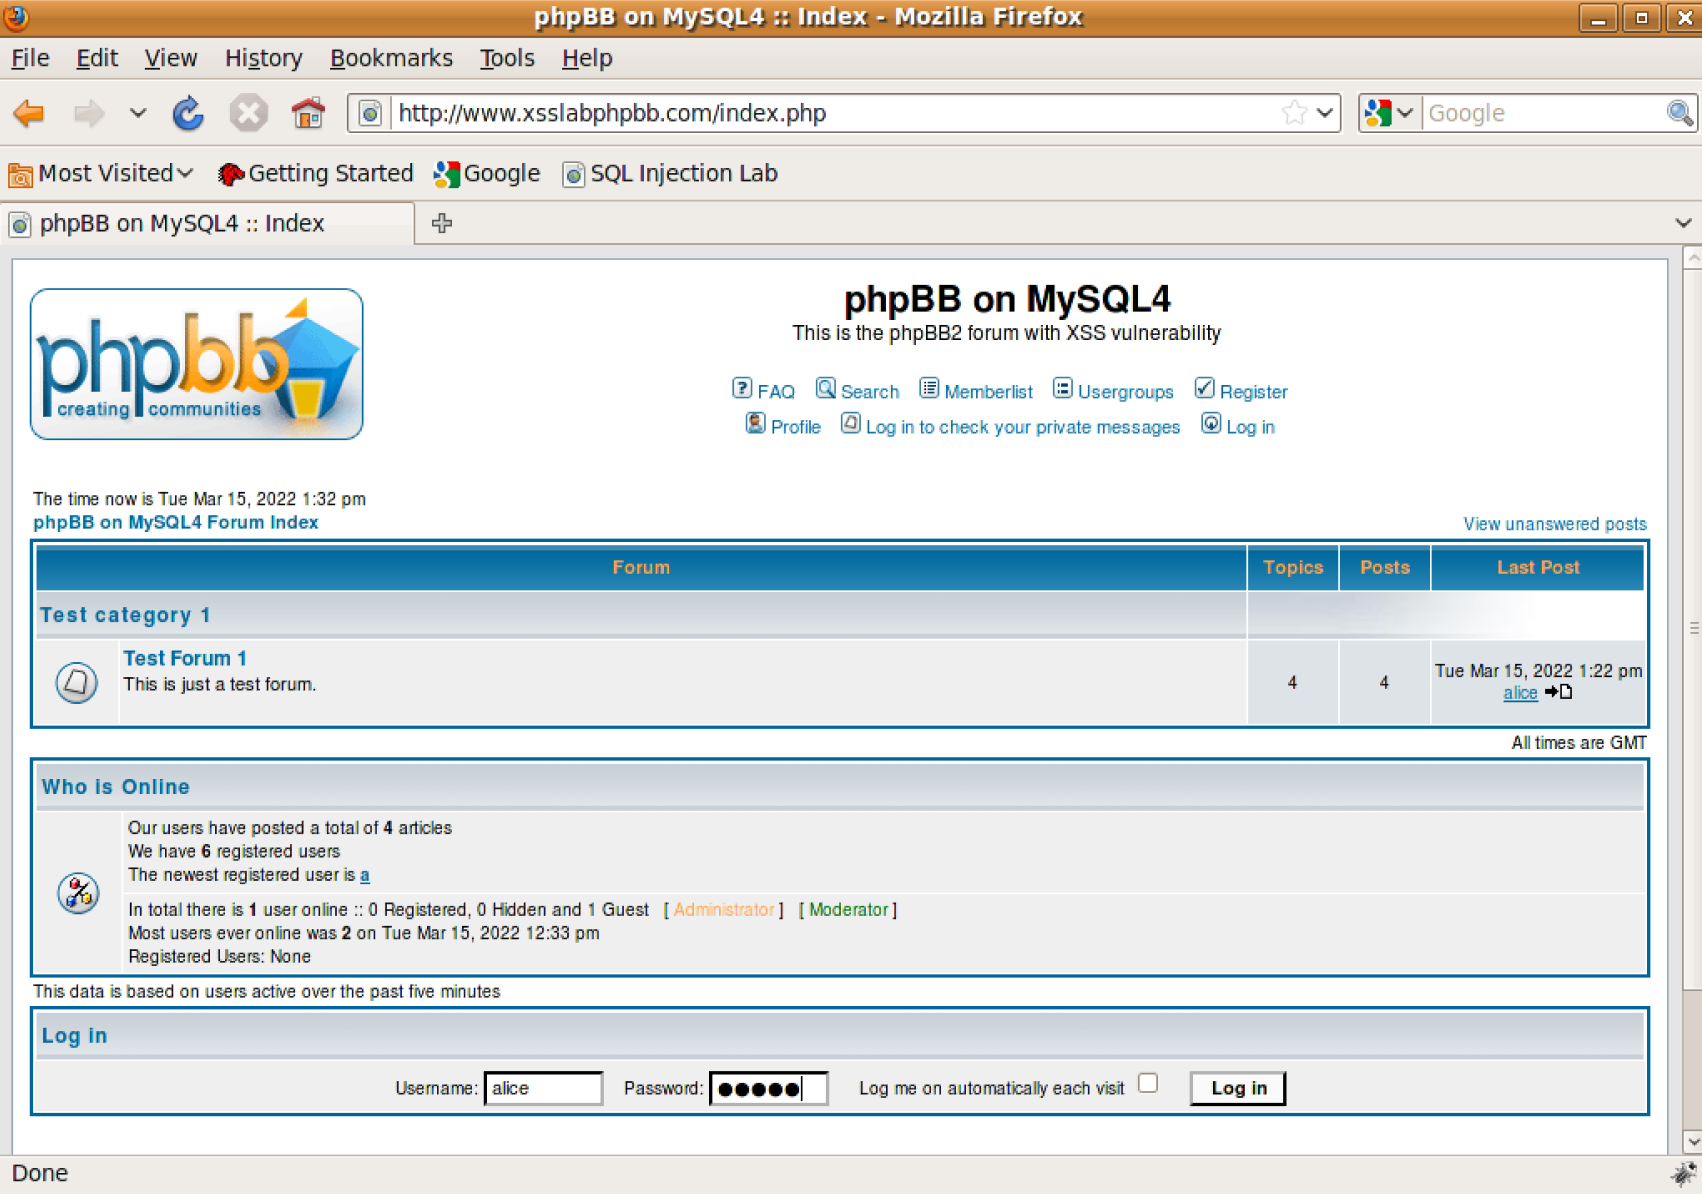 phpBB on MySQL4 :: Index - Mozilla Firefox
File Edit View History Bookmarks Tools Help
http://www.xsslabphpbb.com/index.php
Google
Most Visited Getting Started Google SQL Injection Lab
phpBB on MySQL4 :: Index
phpbb
creating communities
phpBB on MySQL4
This is the phpBB2 forum with XSS vulnerability
FAQ Search Memberlist Usergroups Register
Profile Log in to check your private messages Log in
The time now is Tue Mar 15, 2022 1:32 pm
phpBB on MySQL4 Forum Index
View unanswered posts
Forum Topics Posts Last Post
Test category 1
Test Forum 1
This is just a test forum.
4 4
Tue Mar 15, 2022 1:22 pm
alice
All times are GMT
Who is Online
Our users have posted a total of 4 articles
We have 6 registered users
The newest registered user is a
In total there is 1 user online :: 0 Registered, 0 Hidden and 1 Guest [ Administrator ] [ Moderator ]
Most users ever online was 2 on Tue Mar 15, 2022 12:33 pm
Registered Users: None
This data is based on users active over the past five minutes
Log in
Username: alice Password: ●●●●● Log me on automatically each visit Log in
Done